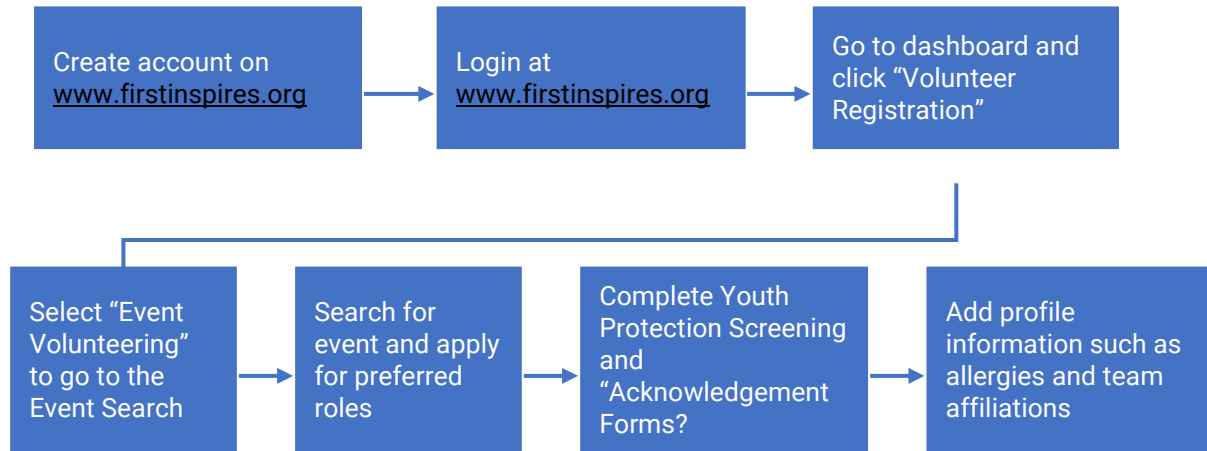 Create account on
www.firstinspires.org
Login at
www.firstinspires.org
Go to dashboard and
click “Volunteer
Registration”
Select “Event
Volunteering”
to go to the
Event Search
Search for
event and apply
for preferred
roles
Complete Youth
Protection Screening
and
“Acknowledgement
Forms?
Add profile
information such as
allergies and team
affiliations